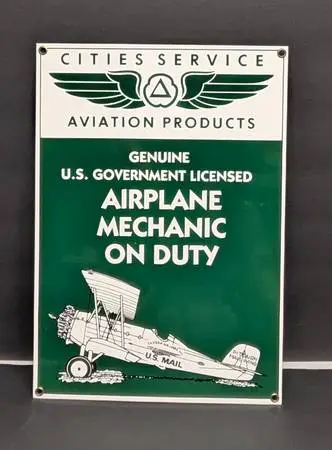 CITIES SERVICE
AVIATION PRODUCTS
GENUINE
U.S. GOVERNMENT LICENSED
AIRPLANE
MECHANIC
ON DUTY
U.S. MAIL